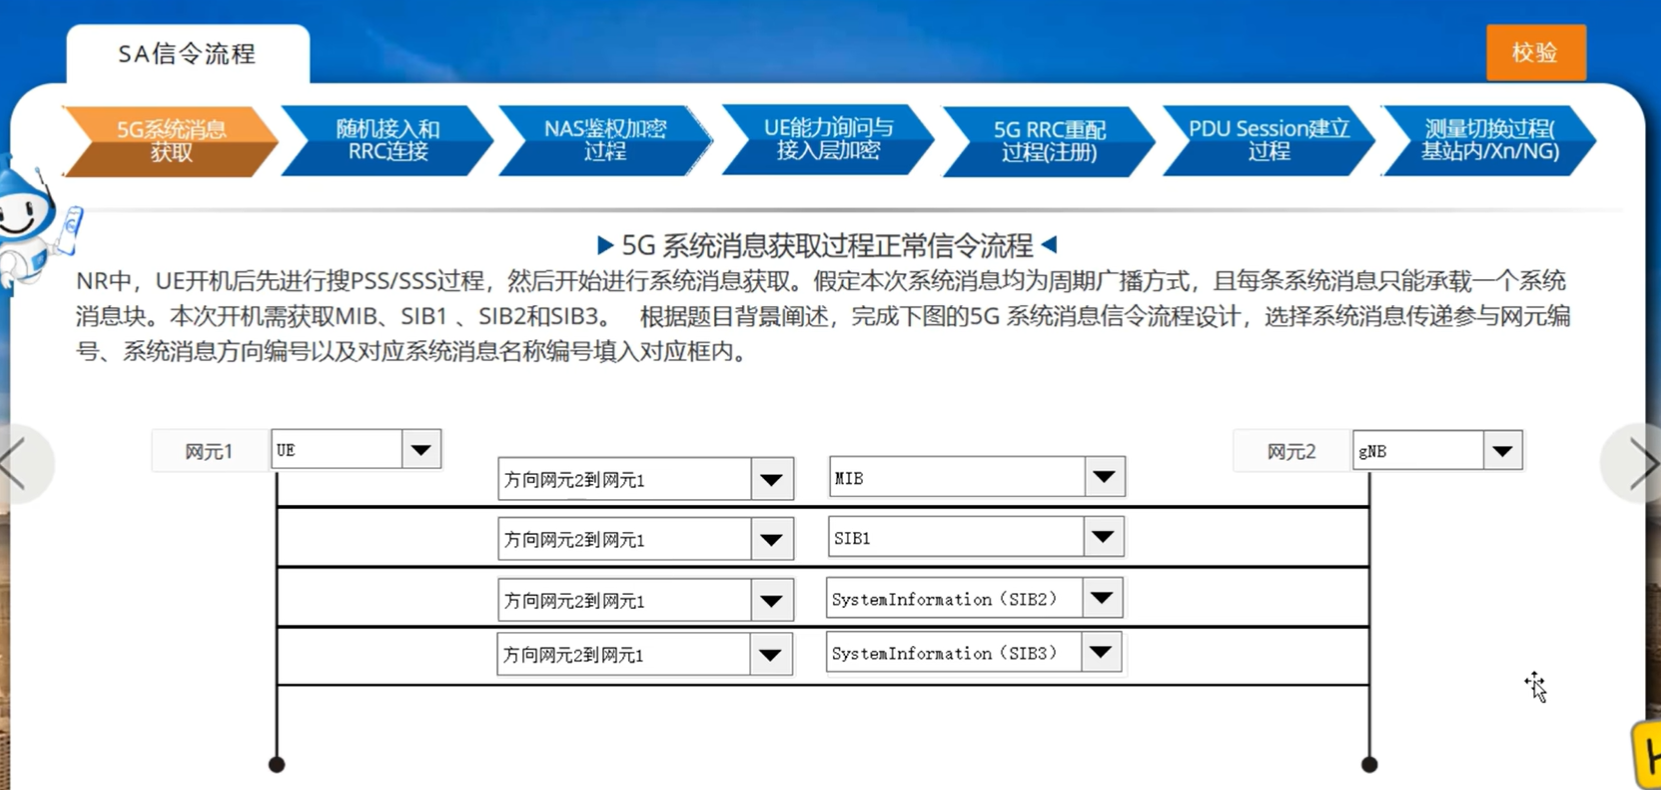 SA信令流程
校验
5G系统消息
获取
随机接入和
RRC连接
NAS鉴权加密
过程
UE能力询问与
接入层加密
5G RRC重配
过程(注册)
PDU Session建立
过程
测量切换过程(
基站内/Xn/NG)
5G 系统消息获取过程正常信令流程
NR中，UE开机后先进行搜PSS/SSS过程，然后开始进行系统消息获取。假定本次系统消息均为周期广播方式，且每条系统消息只能承载一个系统
消息块。本次开机需获取MIB、SIB1 、SIB2和SIB3。 根据题目背景阐述，完成下图的5G 系统消息信令流程设计，选择系统消息传递参与网元编
号、系统消息方向编号以及对应系统消息名称编号填入对应框内。
网元1 UE
网元2 gNB
方向网元2到网元1 MIB
方向网元2到网元1 SIB1
方向网元2到网元1 SystemInformation（SIB2）
方向网元2到网元1 SystemInformation（SIB3）